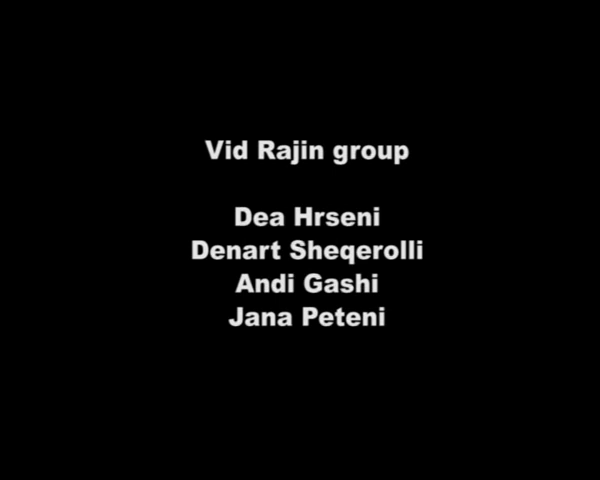 Vid Rajin group
Dea Hrseni
Denart Sheqerolli
Andi Gashi
Jana Peteni